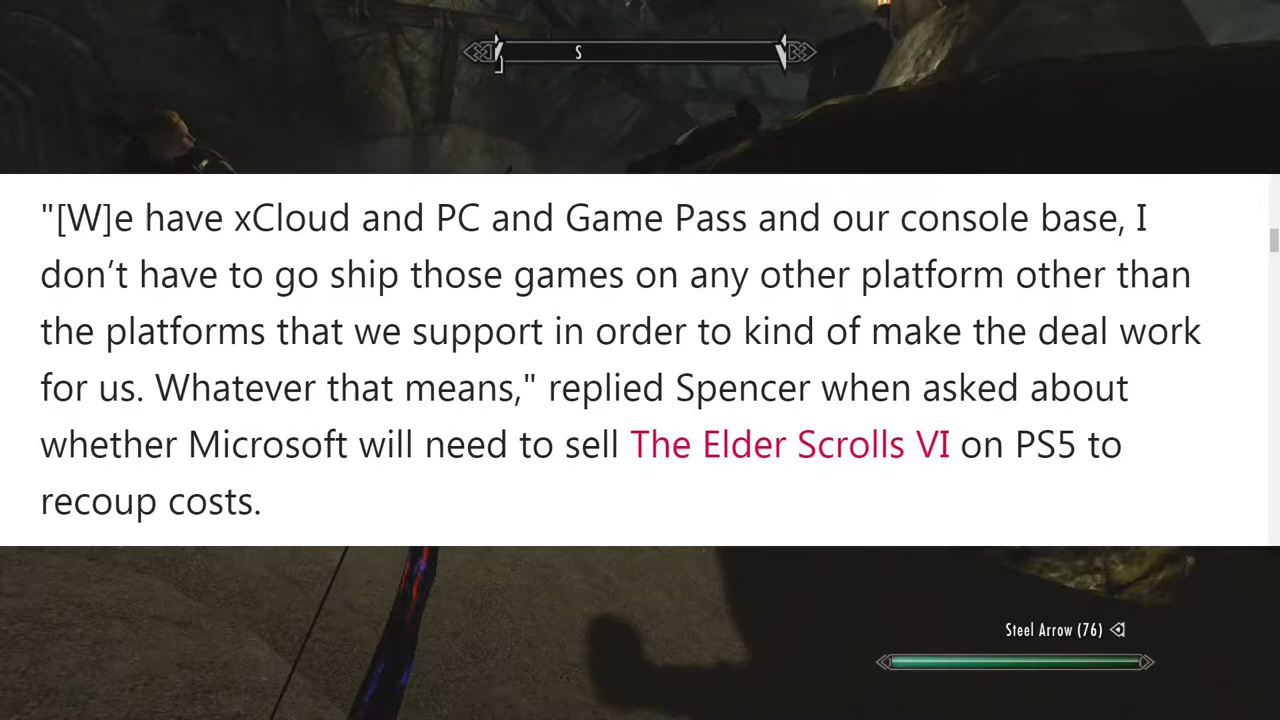 S
"[W]e have xCloud and PC and Game Pass and our console base, I
don’t have to go ship those games on any other platform other than
the platforms that we support in order to kind of make the deal work
for us. Whatever that means," replied Spencer when asked about
whether Microsoft will need to sell The Elder Scrolls VI on PS5 to
recoup costs.
Steel Arrow (76)